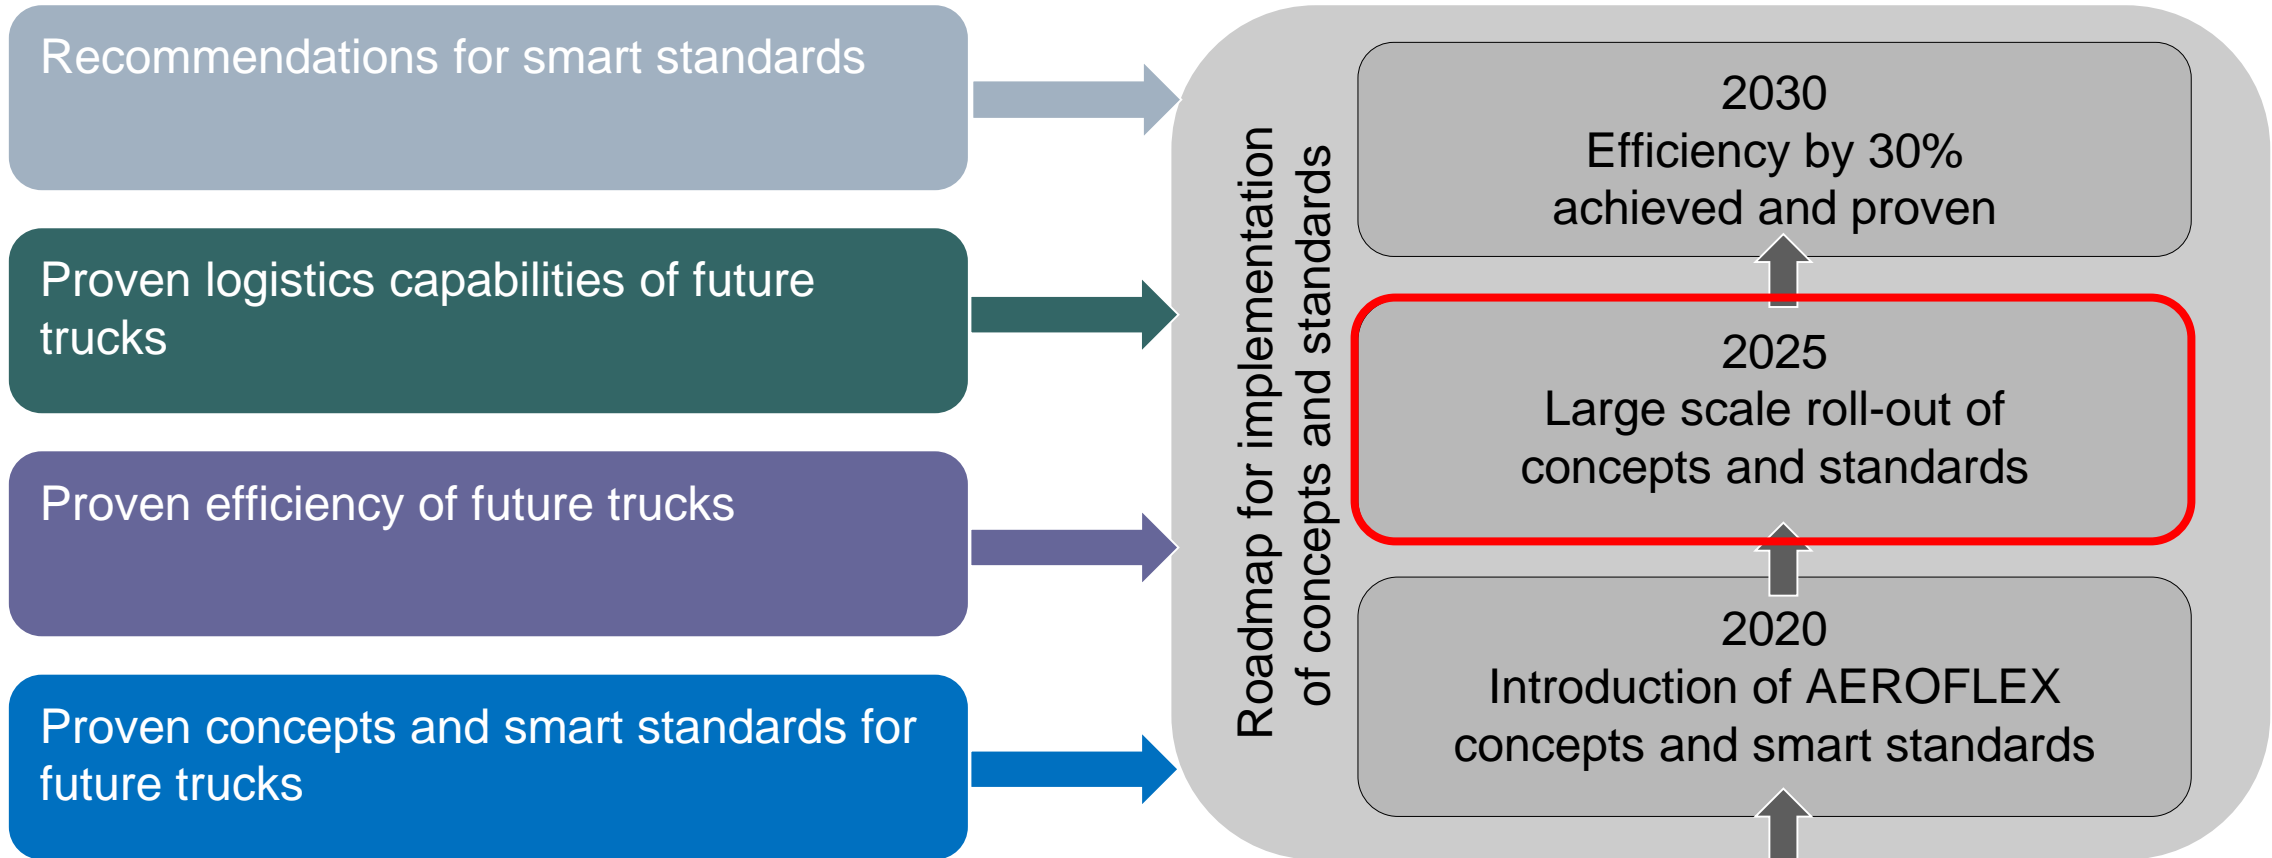 Recommendations for smart standards
Proven logistics capabilities of future
trucks
Proven efficiency of future trucks
Proven concepts and smart standards for
future trucks
Roadmap for implementation
of concepts and standards
2030
Efficiency by 30%
achieved and proven
2025
Large scale roll-out of
concepts and standards
2020
Introduction of AEROFLEX
concepts and smart standards